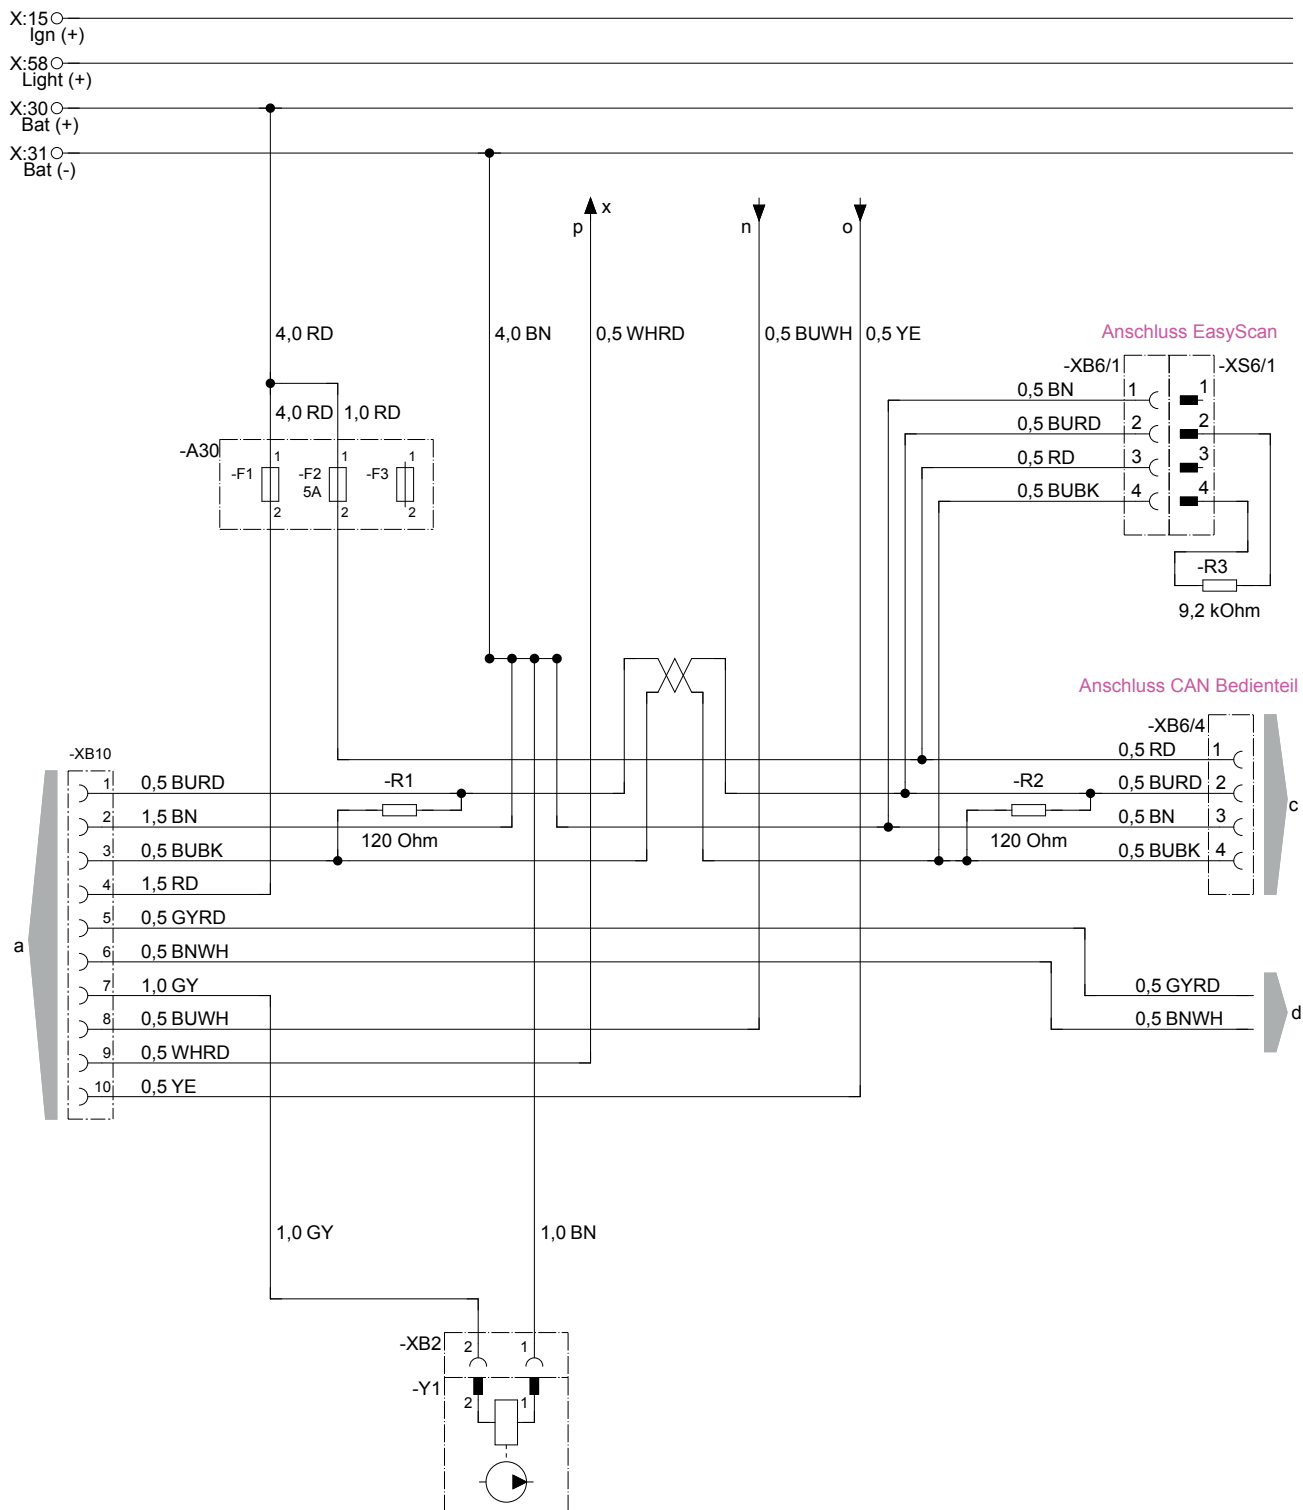 X:15
Ign (+)
X:58
Light (+)
X:30
Bat (+)
X:31
Bat (-)
p x n o
4,0 RD 4,0 BN 0,5 WHRD 0,5 BUWH 0,5 YE
Anschluss EasyScan
-XB6/1 -XS6/1
0,5 BN 1 1
0,5 BURD 2 2
0,5 RD 3 3
0,5 BUBK 4 4
4,0 RD 1,0 RD
-A30
1 1 1
-F1 -F2 -F3
5A
2 2 2
-R3
9,2 kOhm
Anschluss CAN Bedienteil
-XB6/4
0,5 RD 1
0,5 BURD 2
0,5 BN 3
0,5 BUBK 4
c
-R1 -R2
120 Ohm 120 Ohm
-XB10
1 0,5 BURD
2 1,5 BN
3 0,5 BUBK
4 1,5 RD
5 0,5 GYRD
6 0,5 BNWH
7 1,0 GY
8 0,5 BUWH
9 0,5 WHRD
10 0,5 YE
a
0,5 GYRD
0,5 BNWH
d
1,0 GY 1,0 BN
-XB2 2 1
-Y1
2 1